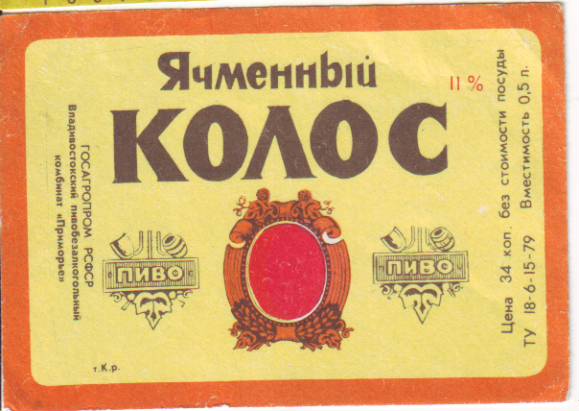 Ячменный
КОЛОС
11 %
ГОСАГРОПРОМ РСФСР
Владивостокский пивобезалкогольный
комбинат «Приморье»
ПИВО
ПИВО
Цена 34 коп. без стоимости посуды
ТУ 18-6-15-79 Вместимость 0,5 л.
т.К.р.